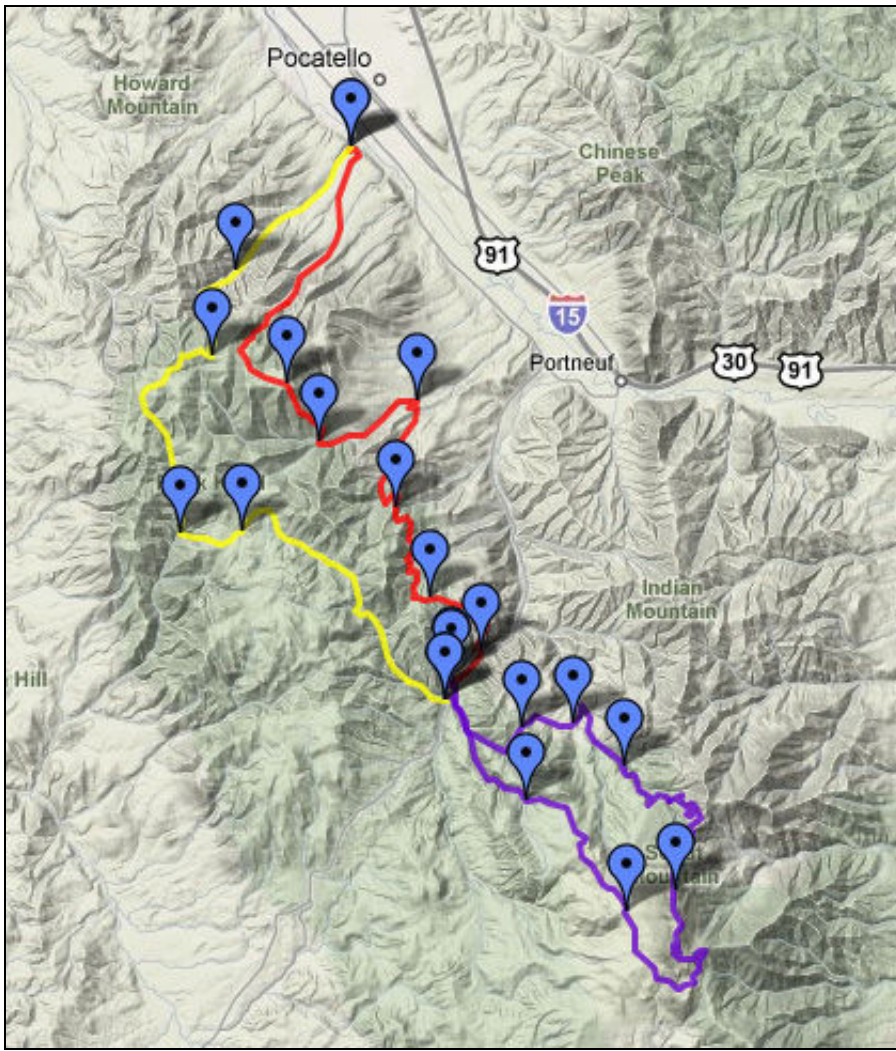 Pocatello
Howard
Mountain
Chinese
Peak
91
15
Portneuf
30
91
Indian
Mountain
Hill
Mountain